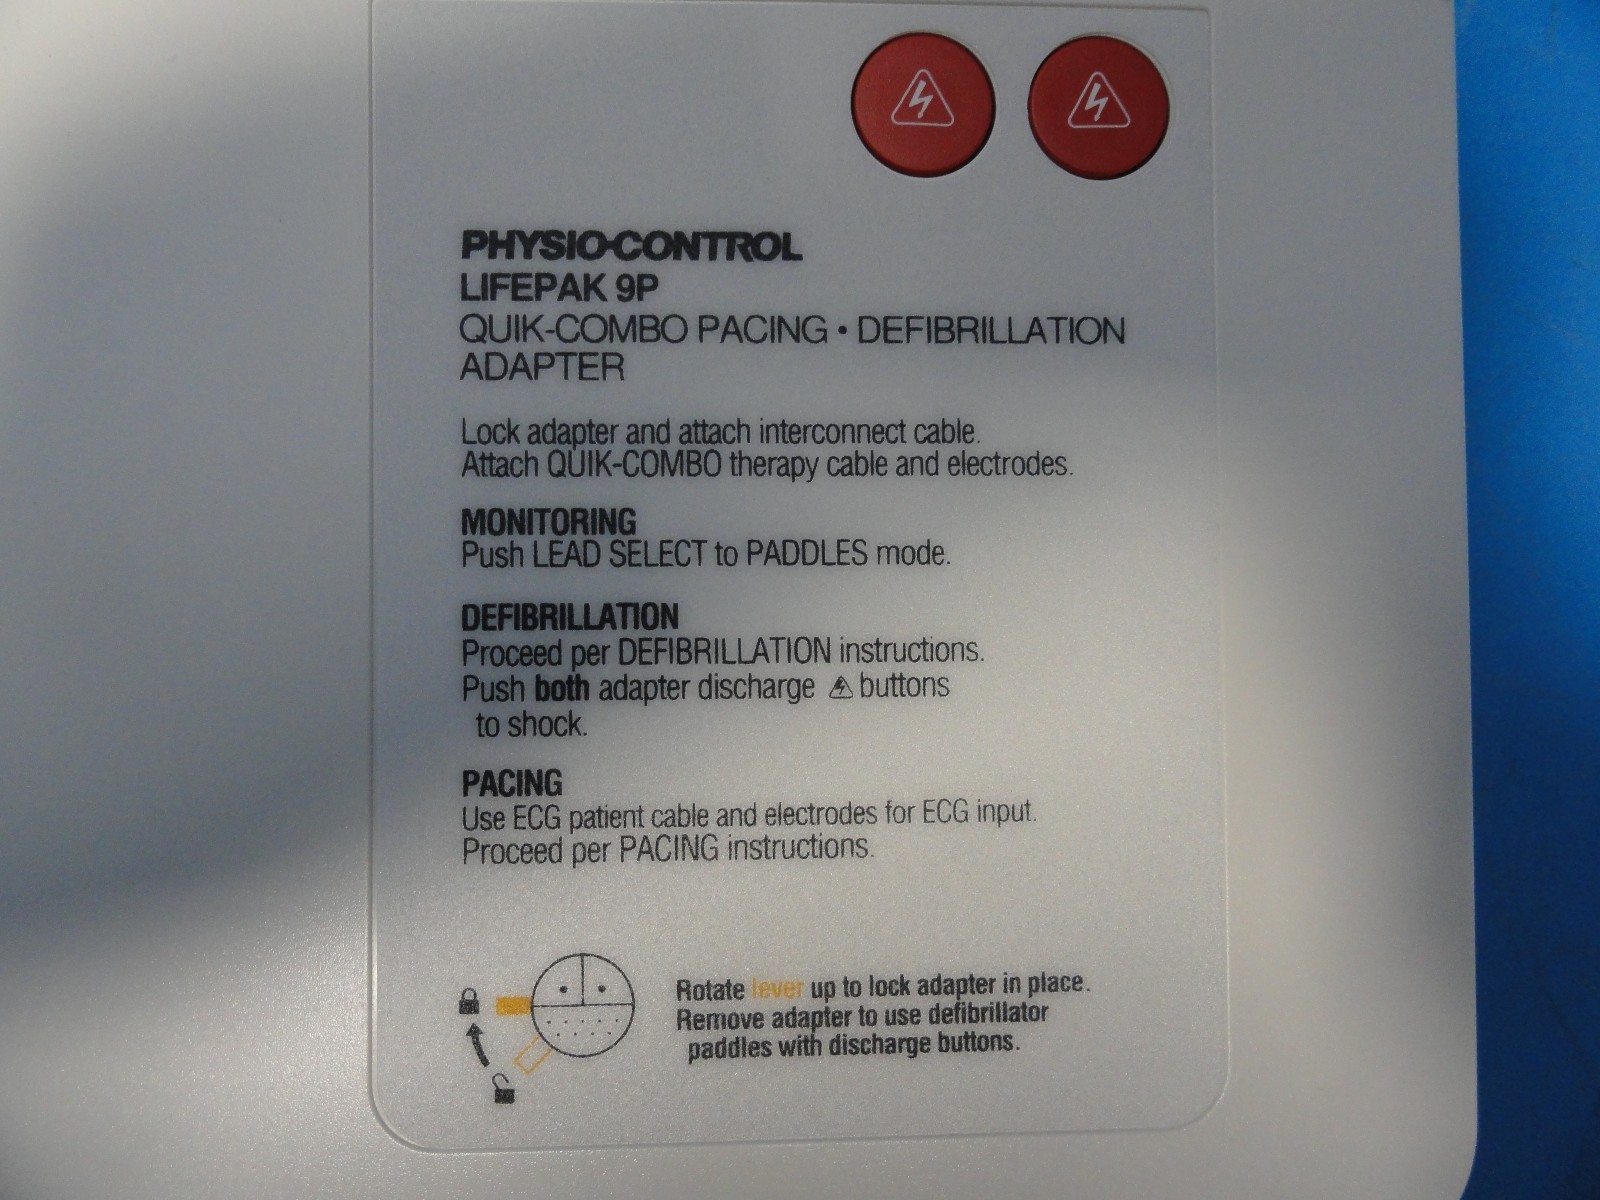 PHYSIO-CONTROL
LIFEPAK 9P
QUIK-COMBO PACING • DEFIBRILLATION
ADAPTER
Lock adapter and attach interconnect cable.
Attach QUIK-COMBO therapy cable and electrodes.
MONITORING
Push LEAD SELECT to PADDLES mode.
DEFIBRILLATION
Proceed per DEFIBRILLATION instructions.
Push both adapter discharge buttons
to shock.
PACING
Use ECG patient cable and electrodes for ECG input.
Proceed per PACING instructions.
Rotate lever up to lock adapter in place.
Remove adapter to use defibrillator
paddles with discharge buttons.